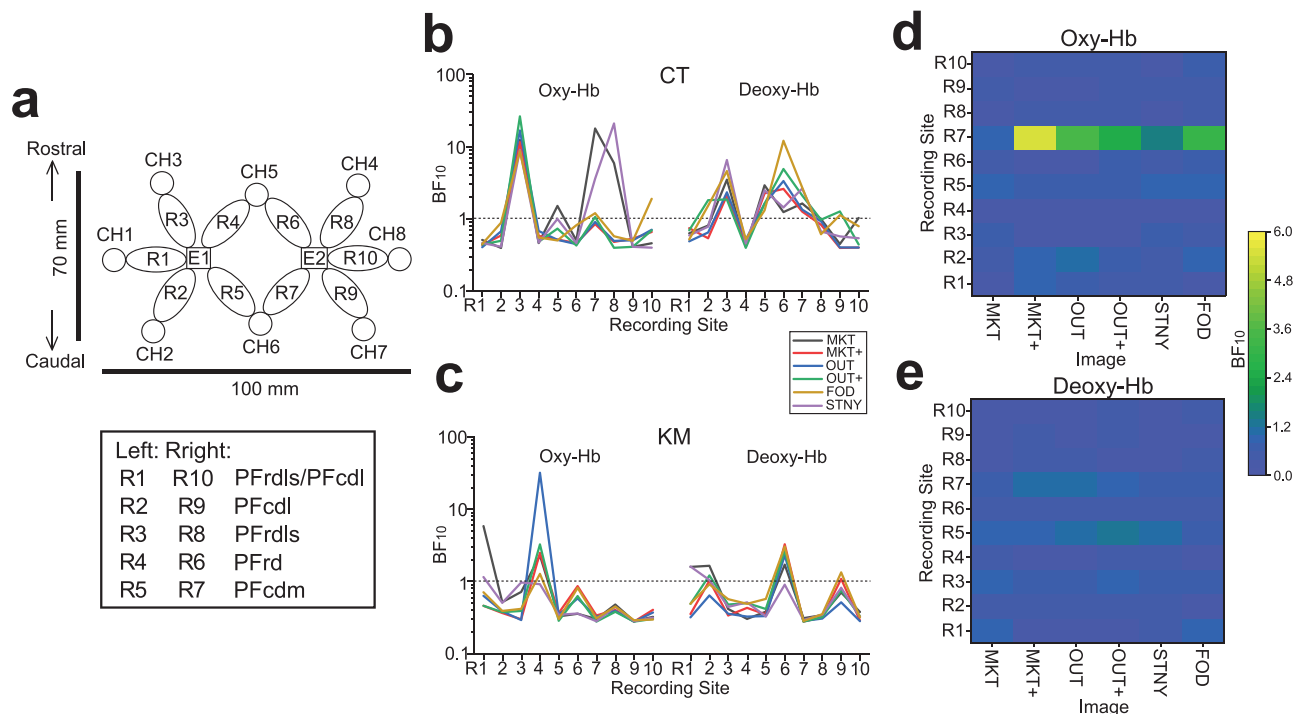 a
Rostral
70 mm
Caudal
CH3
CH5
CH4
R3
R4
R6
R8
CH1
CH8
R1
E1
E2
R10
R2
R5
R7
R9
CH2
CH6
CH7
100 mm
Left: Rright:
R1 R10 PFrdls/PFcdl
R2 R9 PFcdl
R3 R8 PFrdls
R4 R6 PFrd
R5 R7 PFcdm
b
CT
Oxy-Hb
Deoxy-Hb
100
10
1
0.1
BF10
R1 2 3 4 5 6 7 8 9 10 R1 2 3 4 5 6 7 8 9 10
Recording Site
MKT
MKT+
OUT
OUT+
FOD
STNY
c
KM
Oxy-Hb
Deoxy-Hb
100
10
1
0.1
BF10
R1 2 3 4 5 6 7 8 9 10 R1 2 3 4 5 6 7 8 9 10
Recording Site
d
Oxy-Hb
R10
R9
R8
R7
R6
R5
R4
R3
R2
R1
Recording Site
MKT MKT+ OUT OUT+ STNY FOD
Image
6.0
4.8
3.6
2.4
1.2
0.0
BF10
e
Deoxy-Hb
R10
R9
R8
R7
R6
R5
R4
R3
R2
R1
Recording Site
MKT MKT+ OUT OUT+ STNY FOD
Image